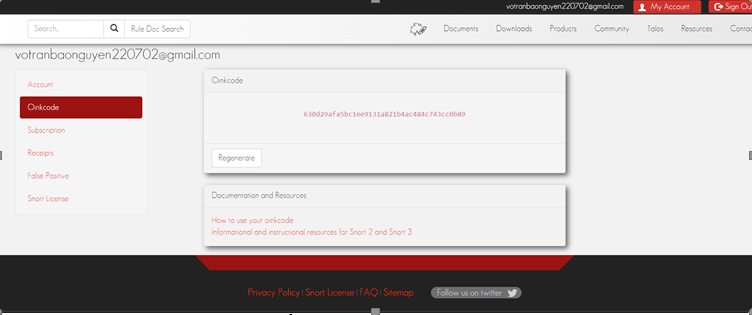 votranbaonguyen220702@gmail.com My Account Sign Ou
Search. Rule Doc Search Documents Downloads Products Community Talos Resources Contac
votranbaonguyen220702@gmail.com
Account
Oinkcode
Subscription
Receipts
False Positive
Snort License
Oinkcode
630d29afa5bc1ee9131a821b4ac484c743cc0b89
Regenerate
Documentation and Resources
How to use your oinkcode
Informational and instructional resources for Snort 2 and Snort 3
Privacy Policy | Snort License | FAQ | Sitemap Follow us on twitter